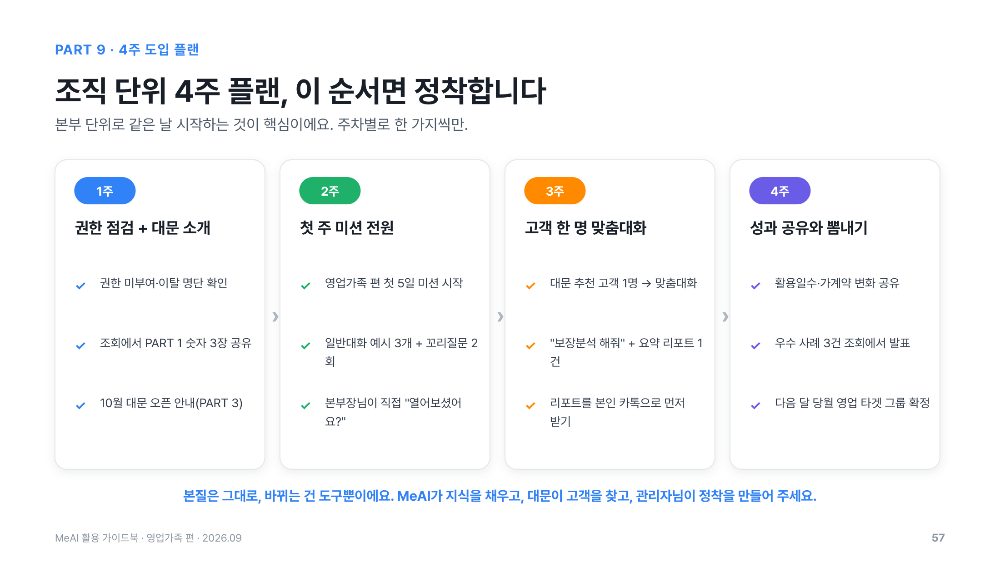 PART 9 · 4주 도입 플랜
조직 단위 4주 플랜, 이 순서면 정착합니다
본부 단위로 같은 날 시작하는 것이 핵심이에요. 주차별로 한 가지씩만.
1주
권한 점검 + 대문 소개
권한 미부여·이탈 명단 확인
조회에서 PART 1 숫자 3장 공유
10월 대문 오픈 안내(PART 3)
›
2주
첫 주 미션 전원
영업가족 편 첫 5일 미션 시작
일반대화 예시 3개 + 꼬리질문 2
회
본부장님이 직접 "열어보셨어
요?"
›
3주
고객 한 명 맞춤대화
대문 추천 고객 1명 → 맞춤대화
"보장분석 해줘" + 요약 리포트 1
건
리포트를 본인 카톡으로 먼저
받기
›
4주
성과 공유와 뽐내기
활용일수·가계약 변화 공유
우수 사례 3건 조회에서 발표
다음 달 당월 영업 타겟 그룹 확정
본질은 그대로, 바뀌는 건 도구뿐이에요. MeAI가 지식을 채우고, 대문이 고객을 찾고, 관리자님이 정착을 만들어 주세요.
MeAI 활용 가이드북 · 영업가족 편 · 2026.09
57